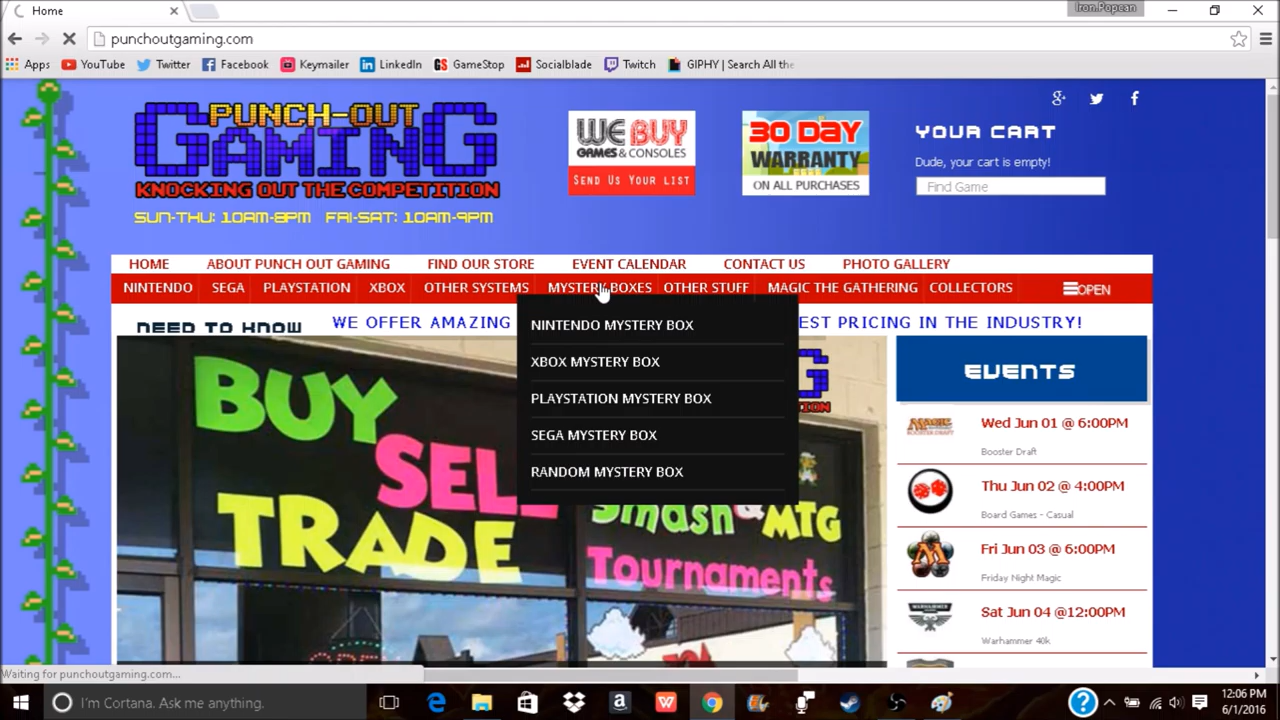 Home
Iron.Popcan
punchoutgaming.com
Apps YouTube Twitter Facebook Keymailer LinkedIn GameStop Socialblade Twitch GIPHY | Search All the
PUNCH-OUT
GAMING
KNOCKING OUT THE COMPETITION
SUN-THU: 10AM-8PM FRI-SAT: 10AM-9PM
WE BUY
GAMES & CONSOLES
SEND US YOUR LIST
30 DAY
WARRANTY
ON ALL PURCHASES
YOUR CART
Dude, your cart is empty!
Find Game
HOME ABOUT PUNCH OUT GAMING FIND OUR STORE EVENT CALENDAR CONTACT US PHOTO GALLERY
NINTENDO SEGA PLAYSTATION XBOX OTHER SYSTEMS MYSTERY BOXES OTHER STUFF MAGIC THE GATHERING COLLECTORS OPEN
NEED TO KNOW WE OFFER AMAZING EST PRICING IN THE INDUSTRY!
NINTENDO MYSTERY BOX
XBOX MYSTERY BOX
PLAYSTATION MYSTERY BOX
SEGA MYSTERY BOX
RANDOM MYSTERY BOX
BUY
SELL
TRADE
Smash & MTG
Tournaments
EVENTS
Wed Jun 01 @ 6:00PM
Booster Draft
Thu Jun 02 @ 4:00PM
Board Games - Casual
Fri Jun 03 @ 6:00PM
Friday Night Magic
Sat Jun 04 @12:00PM
Warhammer 40k
Waiting for punchoutgaming.com...
I'm Cortana. Ask me anything.
12:06 PM
6/1/2016